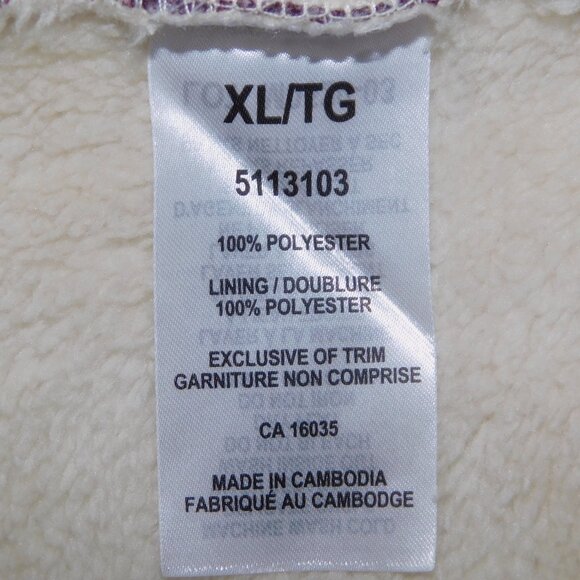 XL/TG
5113103
100% POLYESTER
LINING / DOUBLURE
100% POLYESTER
EXCLUSIVE OF TRIM
GARNITURE NON COMPRISE
CA 16035
MADE IN CAMBODIA
FABRIQUÉ AU CAMBODGE